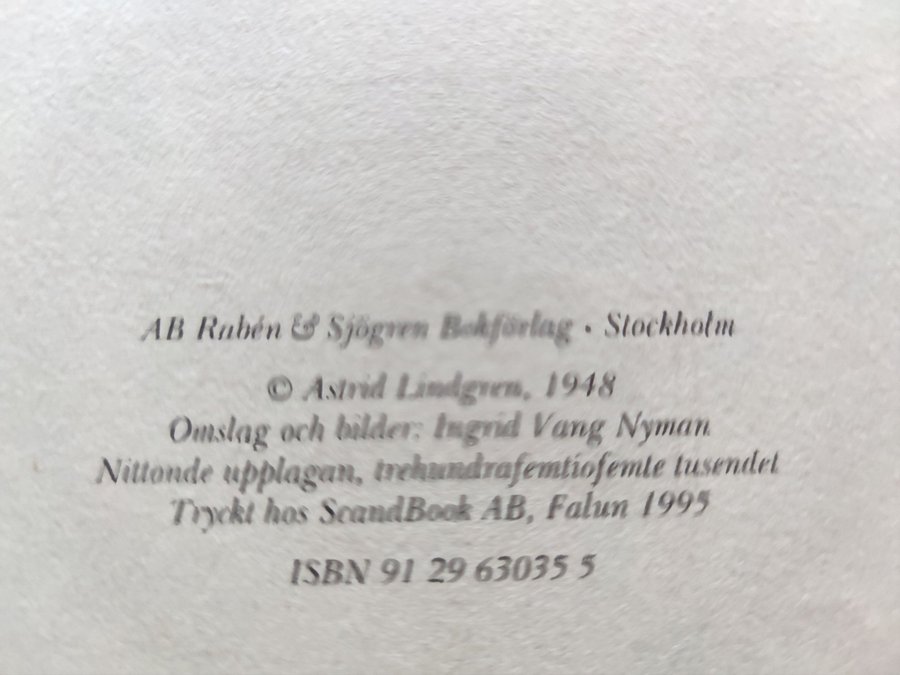 AB Rabén & Sjögren Bokförlag · Stockholm
© Astrid Lindgren, 1948
Omslag och bilder: Ingrid Vang Nyman
Nittonde upplagan, trehundrafemtiofemte tusendet
Tryckt hos ScandBook AB, Falun 1995
ISBN 91 29 63035 5